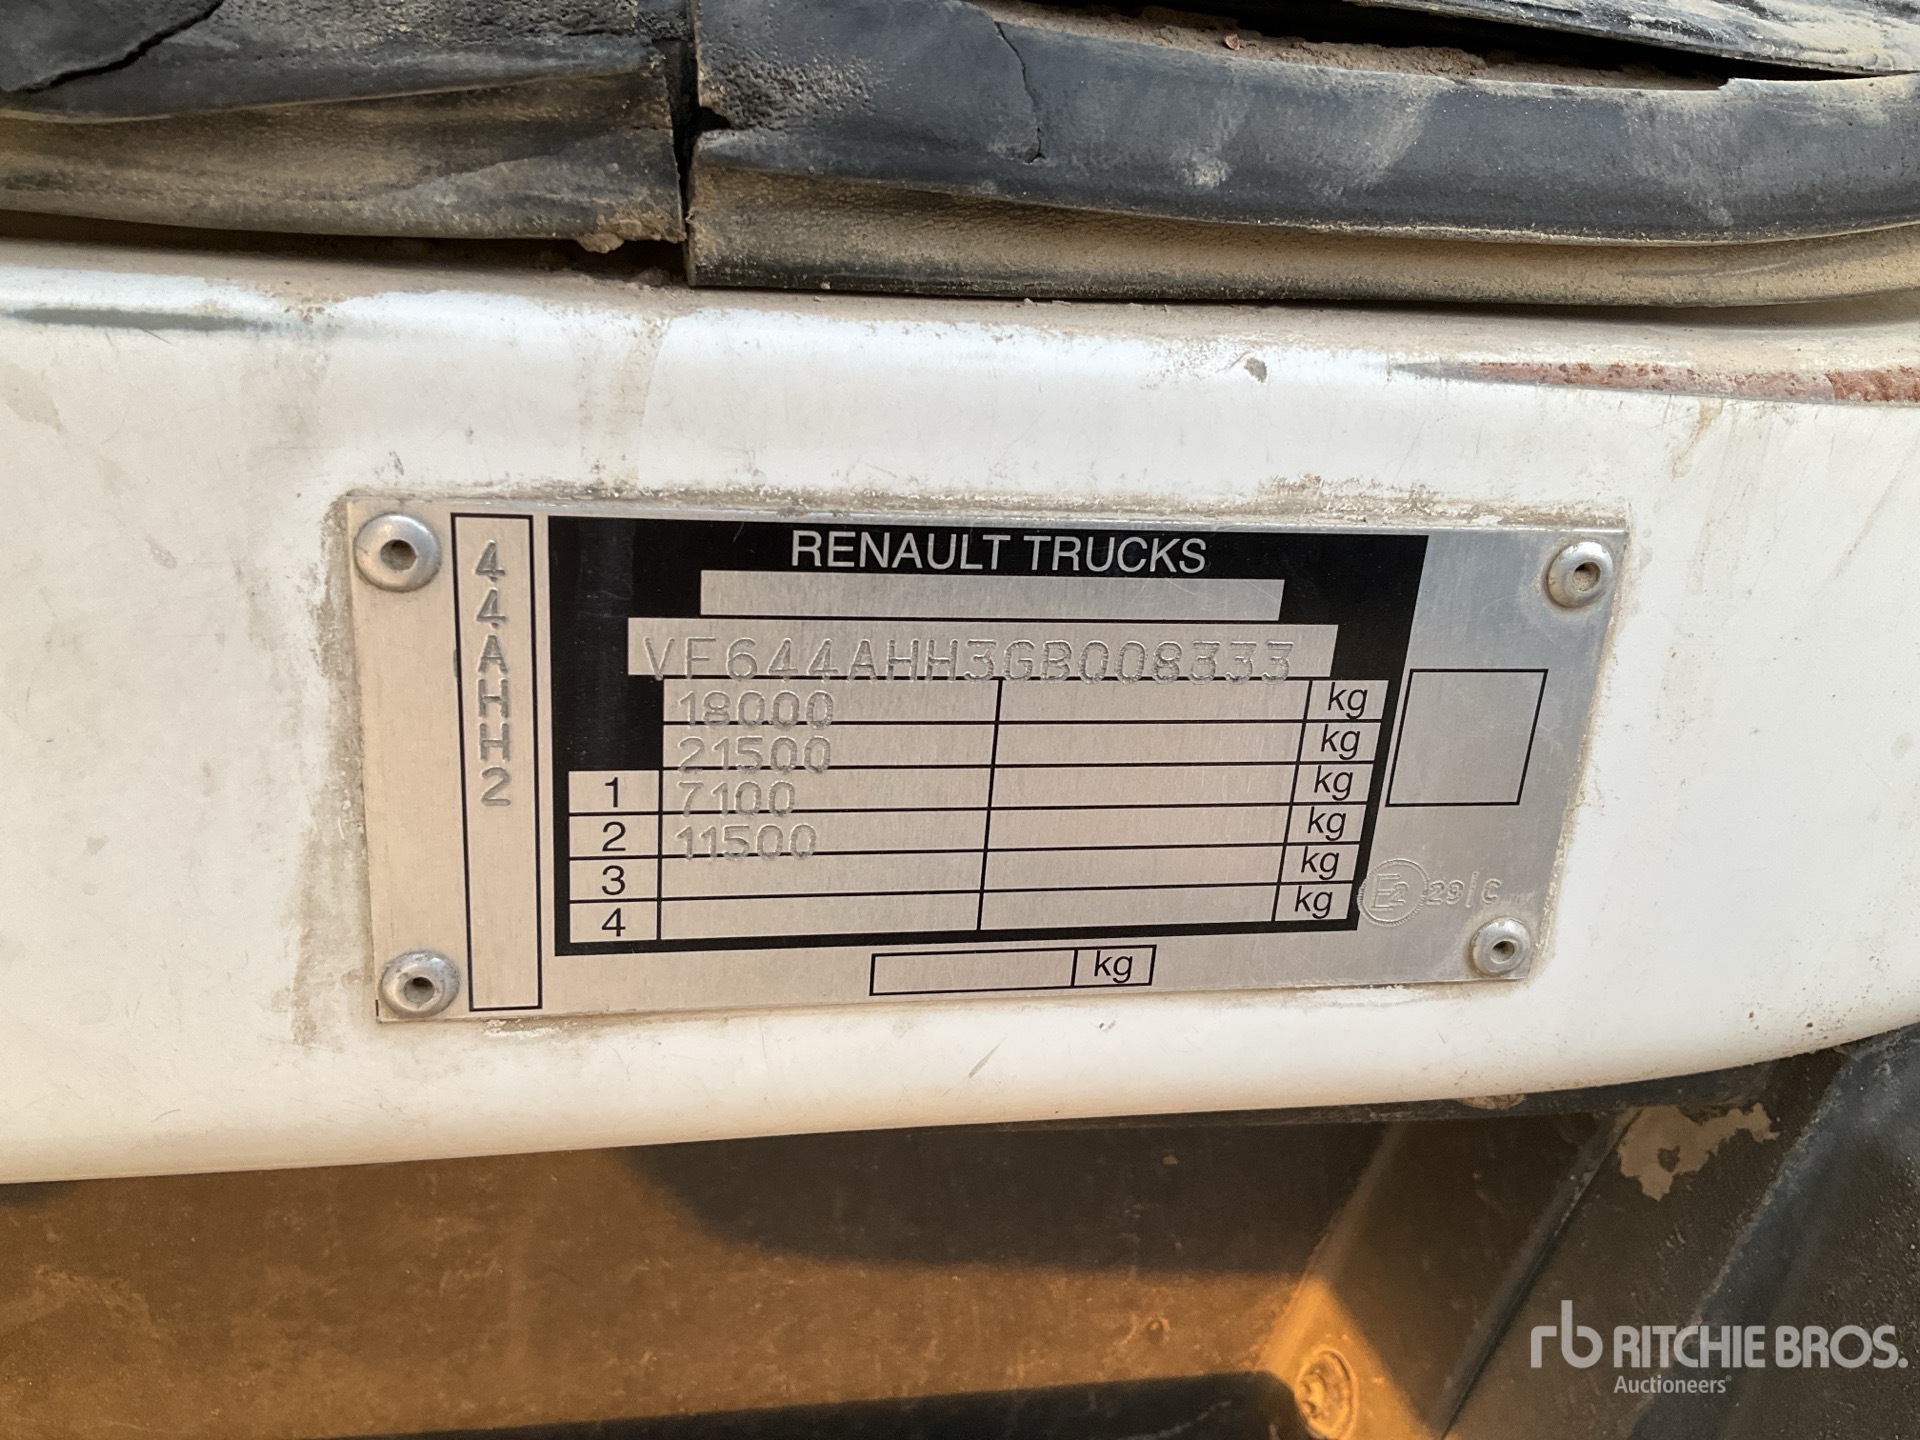 RENAULT TRUCKS
44AHH2
VF644AHH3GB008333
18000 kg
21500 kg
1 7100 kg
2 11500 kg
3 kg
4 kg
E2 29/C
kg
rb RITCHIE BROS.
Auctioneers